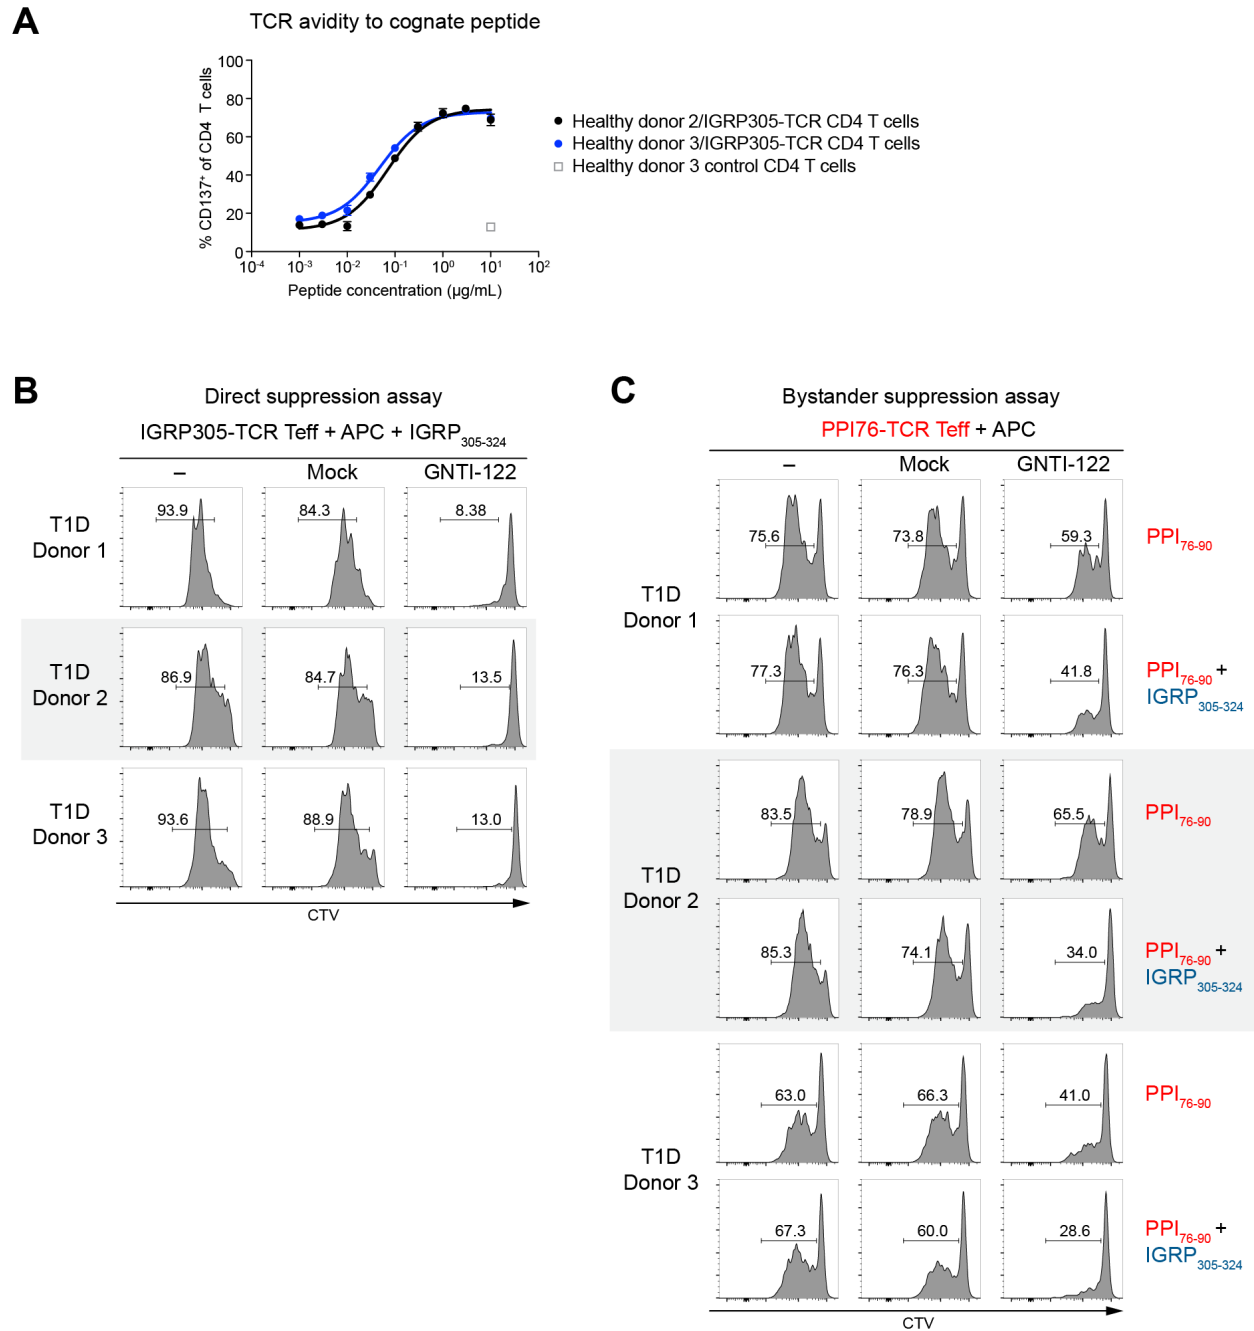 A
TCR avidity to cognate peptide
% CD137⁺ of CD4 T cells
100
80
60
40
20
0
10⁻⁴ 10⁻³ 10⁻² 10⁻¹ 10⁰ 10¹ 10²
Peptide concentration (µg/mL)
Healthy donor 2/IGRP305-TCR CD4 T cells
Healthy donor 3/IGRP305-TCR CD4 T cells
Healthy donor 3 control CD4 T cells
B
Direct suppression assay
IGRP305-TCR Teff + APC + IGRP₃₀₅₋₃₂₄
– Mock GNTI-122
T1D
Donor 1
93.9 84.3 8.38
T1D
Donor 2
86.9 84.7 13.5
T1D
Donor 3
93.6 88.9 13.0
CTV
C
Bystander suppression assay
PPI76-TCR Teff + APC
– Mock GNTI-122
T1D
Donor 1
75.6 73.8 59.3
PPI₇₆₋₉₀
77.3 76.3 41.8
PPI₇₆₋₉₀ +
IGRP₃₀₅₋₃₂₄
T1D
Donor 2
83.5 78.9 65.5
PPI₇₆₋₉₀
85.3 74.1 34.0
PPI₇₆₋₉₀ +
IGRP₃₀₅₋₃₂₄
T1D
Donor 3
63.0 66.3 41.0
PPI₇₆₋₉₀
67.3 60.0 28.6
PPI₇₆₋₉₀ +
IGRP₃₀₅₋₃₂₄
CTV